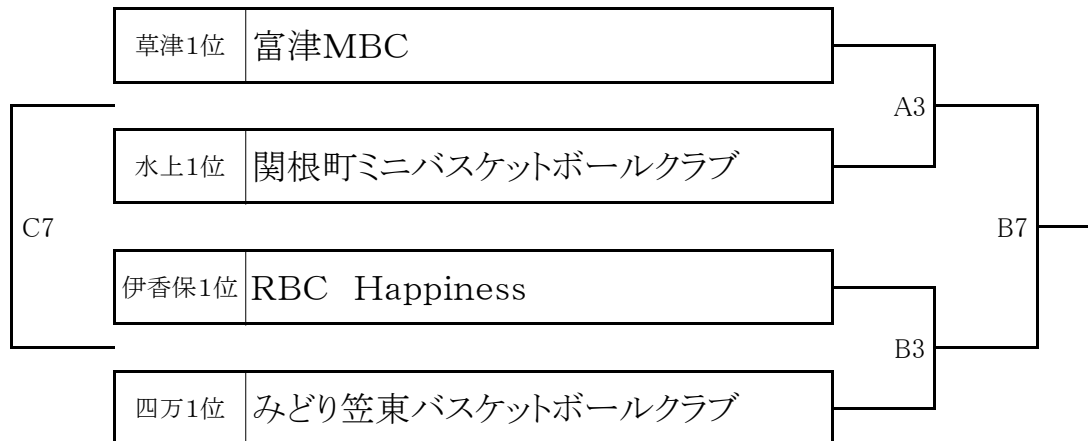 草津1位 富津MBC
A3
水上1位 関根町ミニバスケットボールクラブ
C7
B7
伊香保1位 RBC Happiness
B3
四万1位 みどり笠東バスケットボールクラブ